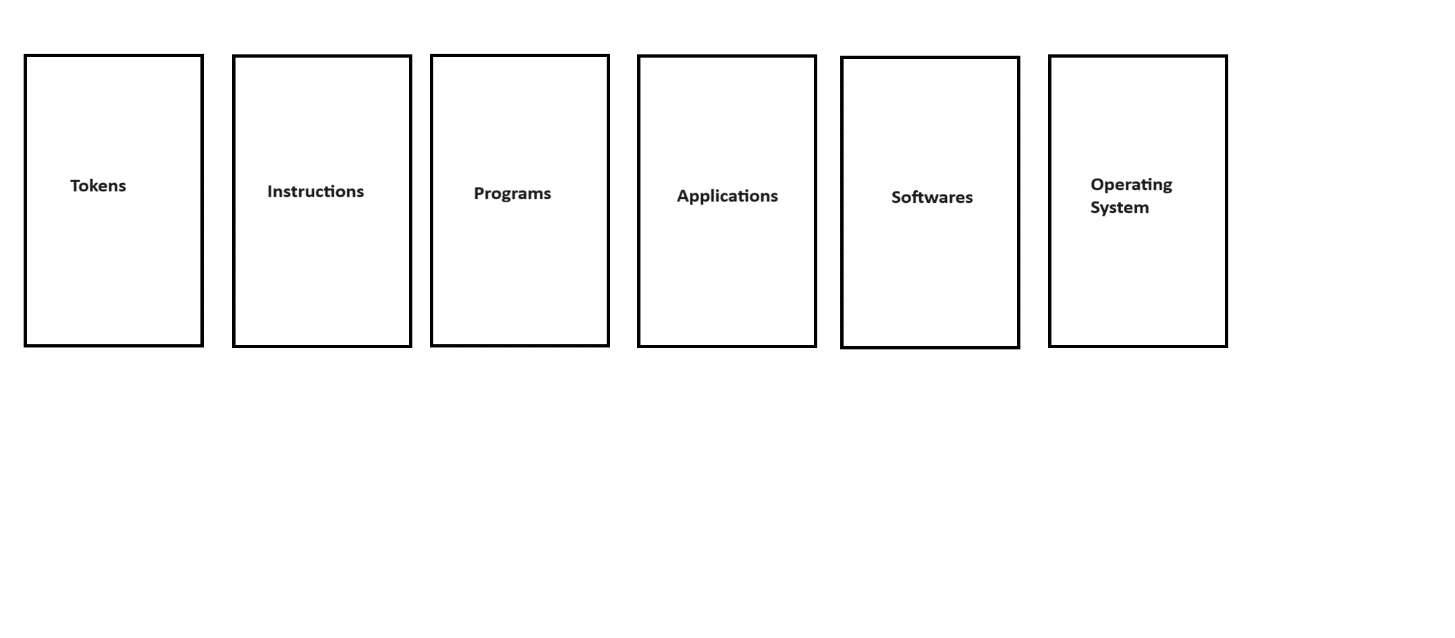 Tokens
Instructions
Programs
Applications
Softwares
Operating
System